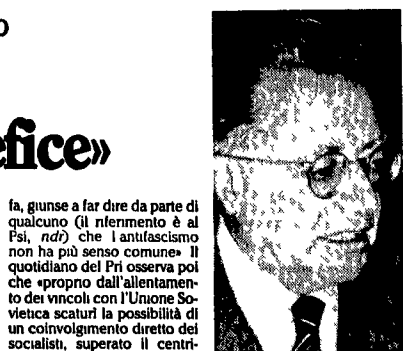 o
efice»
fa, giunse a far dire da parte di
qualcuno (il riferimento è al
Psi, ndr) che l antifascismo
non ha più senso comune» Il
quotidiano del Pri osserva poi
che «proprio dall'allentamen-
to dei vincoli con l'Unione So-
vietica scaturì la possibilità di
un coinvolgimento diretto dei
socialisti, superato il centri-